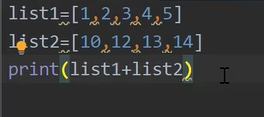 list1=[1,2,3,4,5]
list2=[10,12,13,14]
print(list1+list2)